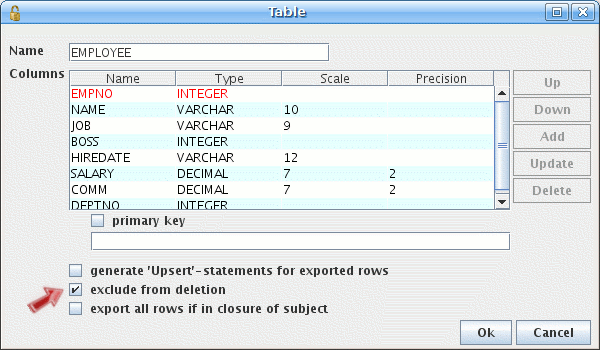 Table
Name EMPLOYEE
Columns Name Type Scale Precision
EMPNO INTEGER
NAME VARCHAR 10
JOB VARCHAR 9
BOSS INTEGER
HIREDATE VARCHAR 12
SALARY DECIMAL 7 2
COMM DECIMAL 7 2
DEPTNO INTEGER
Up
Down
Add
Update
Delete
primary key
generate 'Upsert'-statements for exported rows
exclude from deletion
export all rows if in closure of subject
Ok Cancel